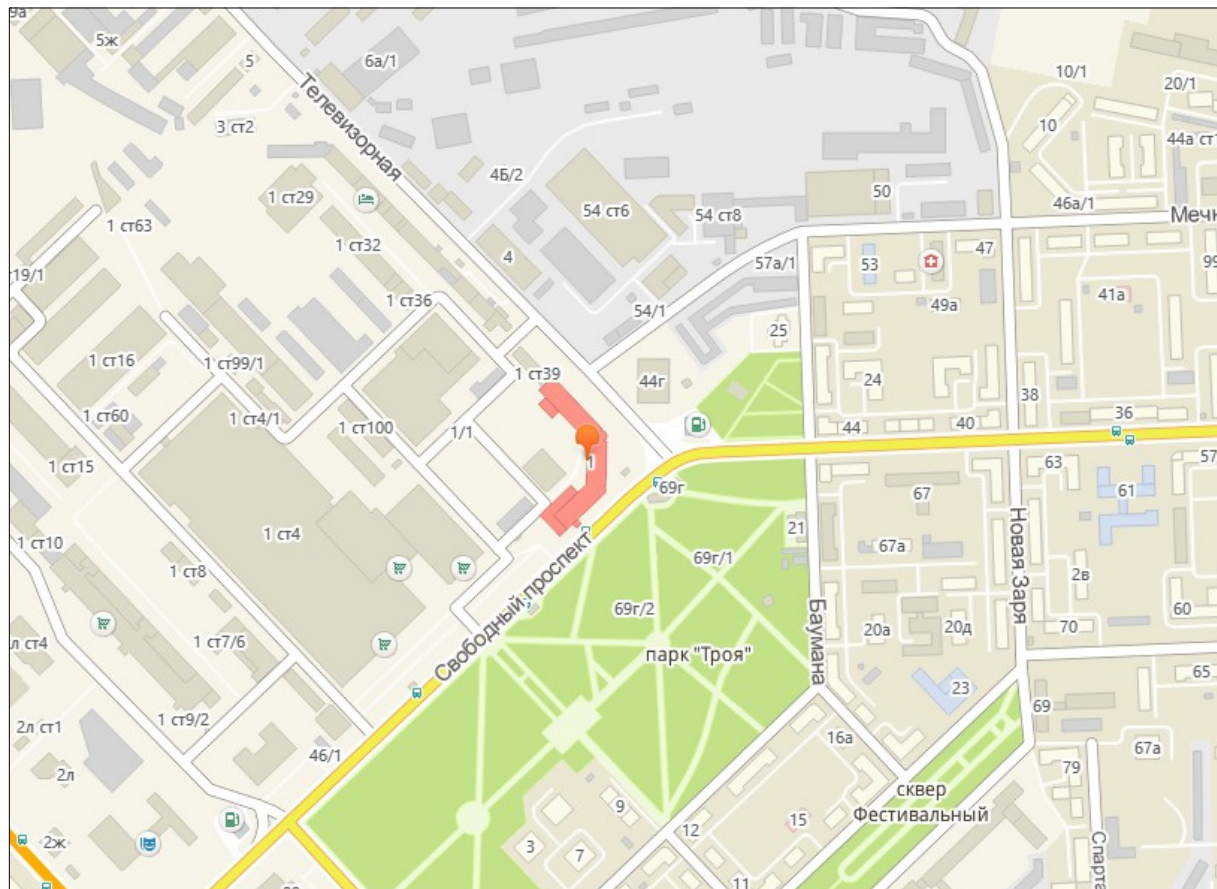 9а
5ж
5
6а/1
3 ст2
Телевизорная
10/1
20/1
10
44а ст1
4Б/2
50
1 ст29
54 ст6
54 ст8
46а/1
Мечн
1 ст63
1 ст32
4
57а/1
53
47
99
ст19/1
1 ст36
49а
41а
54/1
25
1 ст16
1 ст99/1
1 ст39
44г
24
38
1 ст60
1 ст4/1
1 ст100
1/1
44
40
36
1 ст15
1
69г
67
63
61
57
1 ст4
21
1 ст10
67а
Новая Заря
1 ст8
69г/1
2в
Свободный проспект
69г/2
Баумана
20а
20д
60
70
л ст4
1 ст7/6
парк "Троя"
23
65
2л ст1
1 ст9/2
69
46/1
16а
67а
2л
79
сквер
Фестивальный
9
15
12
2ж
3
7
11
Спарта